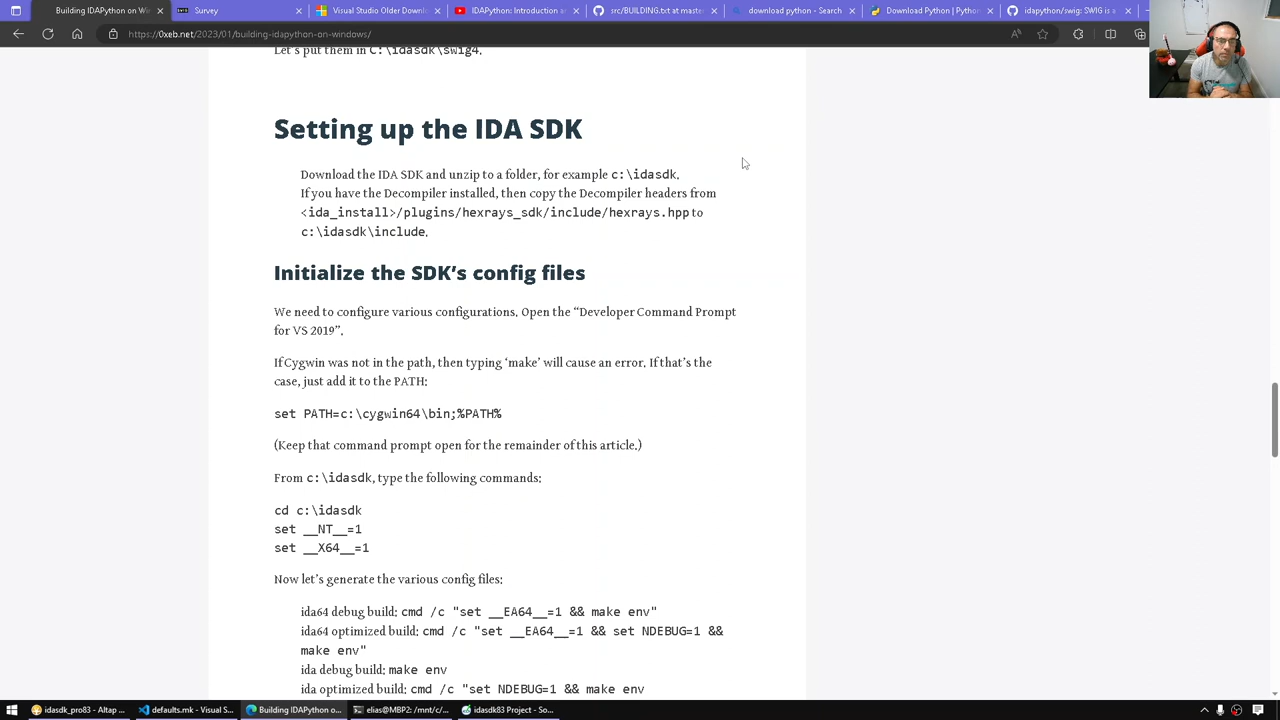 Building IDAPython on Win
Survey
Visual Studio Older Downl
IDAPython: Introduction an
src/BUILDING.txt at master
download python - Search
Download Python | Python
idapython/swig: SWIG is a
https://0xeb.net/2023/01/building-idapython-on-windows/
Let's put them in C:\idasdk\swig4.
Setting up the IDA SDK
Download the IDA SDK and unzip to a folder, for example c:\idasdk.
If you have the Decompiler installed, then copy the Decompiler headers from
<ida_install>/plugins/hexrays_sdk/include/hexrays.hpp to
c:\idasdk\include.
Initialize the SDK's config files
We need to configure various configurations. Open the “Developer Command Prompt
for VS 2019”.
If Cygwin was not in the path, then typing ‘make’ will cause an error. If that's the
case, just add it to the PATH:
set PATH=c:\cygwin64\bin;%PATH%
(Keep that command prompt open for the remainder of this article.)
From c:\idasdk, type the following commands:
cd c:\idasdk
set __NT__=1
set __X64__=1
Now let's generate the various config files:
ida64 debug build: cmd /c "set __EA64__=1 && make env"
ida64 optimized build: cmd /c "set __EA64__=1 && set NDEBUG=1 &&
make env"
ida debug build: make env
ida optimized build: cmd /c "set NDEBUG=1 && make env
idasdk_pro83 - Altap ...
defaults.mk - Visual S...
Building IDAPython o...
elias@MBP2: /mnt/c/...
idasdk83 Project - So...